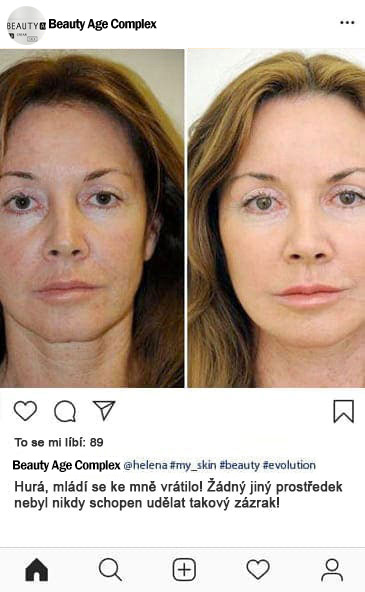 BEAUTY
Beauty Age Complex
To se mi líbí: 89
Beauty Age Complex @helena #my_skin #beauty #evolution
Hurá, mládí se ke mně vrátilo! Žádný jiný prostředek
nebyl nikdy schopen udělat takový zázrak!